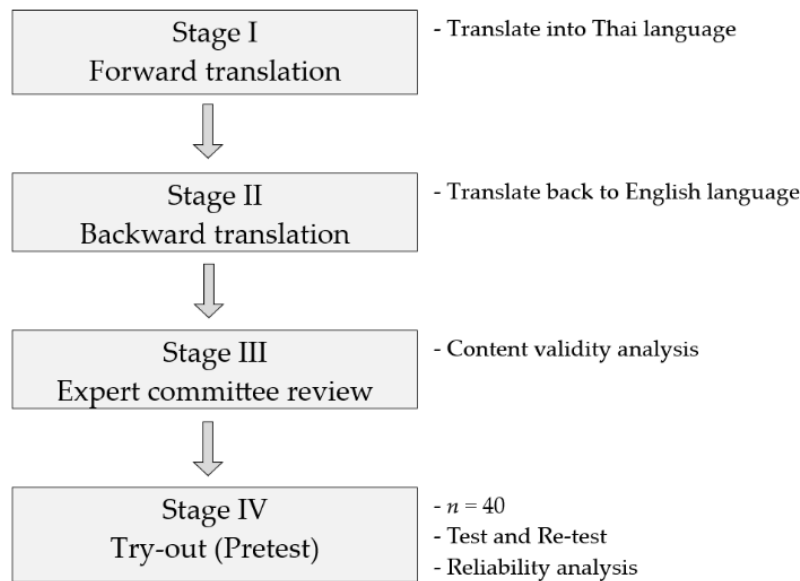 Stage I
Forward translation
- Translate into Thai language
Stage II
Backward translation
- Translate back to English language
Stage III
Expert committee review
- Content validity analysis
Stage IV
Try-out (Pretest)
- n = 40
- Test and Re-test
- Reliability analysis